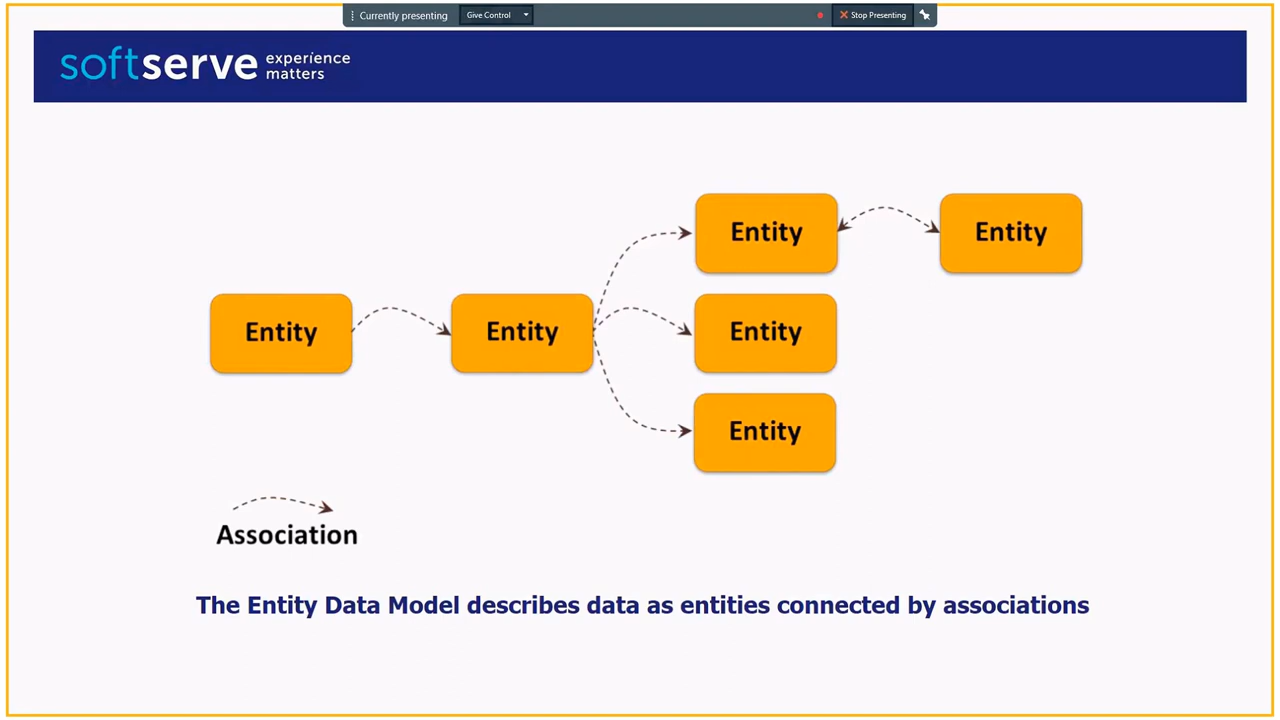 Currently presenting
Give Control
Stop Presenting
softserve
experience
matters
Entity
Entity
Entity
Entity
Entity
Entity
Association
The Entity Data Model describes data as entities connected by associations